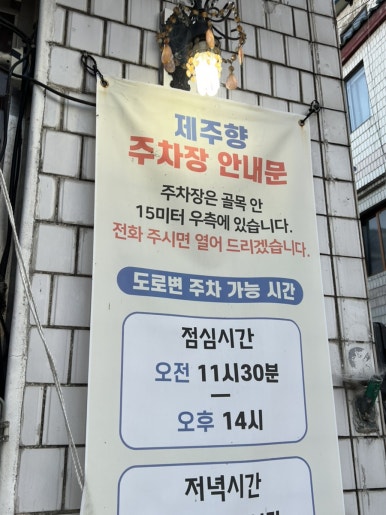 제주향
주차장 안내문
주차장은 골목 안
15미터 우측에 있습니다.
전화 주시면 열어 드리겠습니다.
도로변 주차 가능 시간
점심시간
오전 11시30분
—
오후 14시
저녁시간